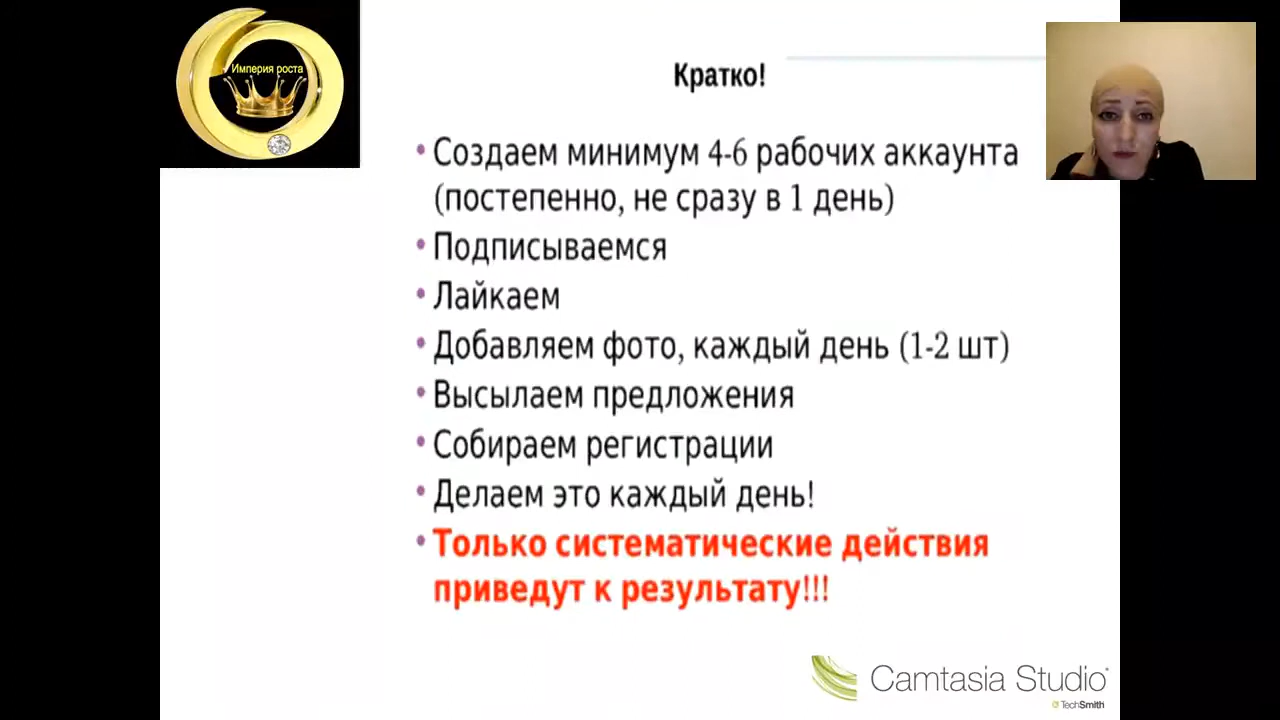 Империя роста
Кратко!
• Создаем минимум 4-6 рабочих аккаунта
(постепенно, не сразу в 1 день)
• Подписываемся
• Лайкаем
• Добавляем фото, каждый день (1-2 шт)
• Высылаем предложения
• Собираем регистрации
• Делаем это каждый день!
• Только систематические действия
приведут к результату!!!
Camtasia Studio
TechSmith